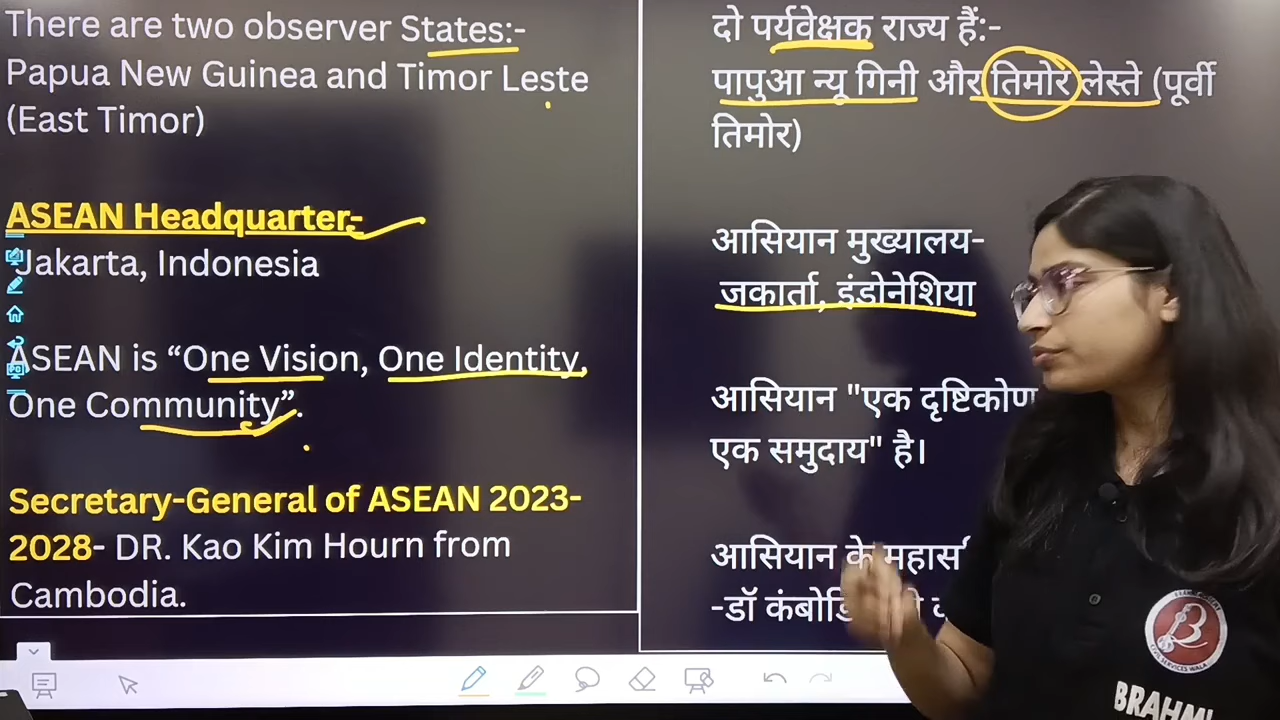 There are two observer States:-
Papua New Guinea and Timor Leste
(East Timor)
ASEAN Headquarter-
Jakarta, Indonesia
ASEAN is “One Vision, One Identity,
One Community”.
Secretary-General of ASEAN 2023-
2028- DR. Kao Kim Hourn from
Cambodia.
दो पर्यवेक्षक राज्य हैं:-
पापुआ न्यू गिनी और तिमोर लेस्ते (पूर्वी
तिमोर)
आसियान मुख्यालय-
जकार्ता, इंडोनेशिया
आसियान "एक दृष्टिकोण
एक समुदाय" है।
आसियान के
-डॉ
BRAHMI